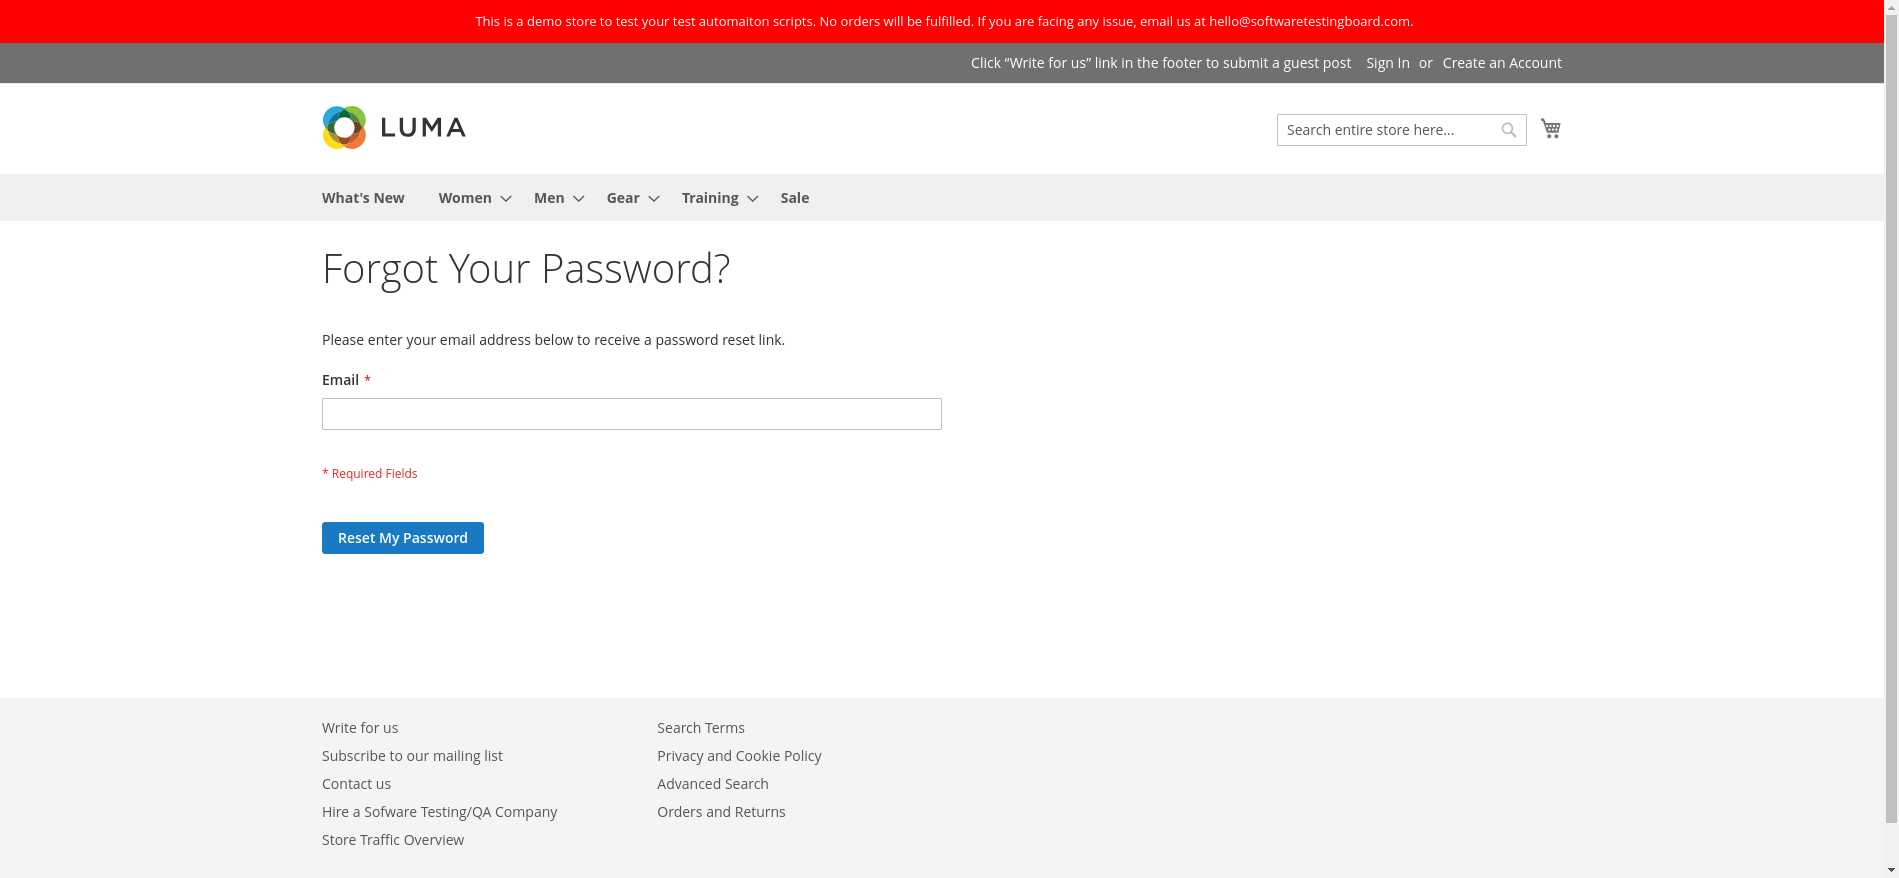 This is a demo store to test your test automaiton scripts. No orders will be fulfilled. If you are facing any issue, email us at hello@softwaretestingboard.com.
Click “Write for us” link in the footer to submit a guest post Sign In or Create an Account
LUMA
Search entire store here...
What's New Women Men Gear Training Sale
Forgot Your Password?
Please enter your email address below to receive a password reset link.
Email *
* Required Fields
Reset My Password
Write for us
Subscribe to our mailing list
Contact us
Hire a Sofware Testing/QA Company
Store Traffic Overview
Search Terms
Privacy and Cookie Policy
Advanced Search
Orders and Returns